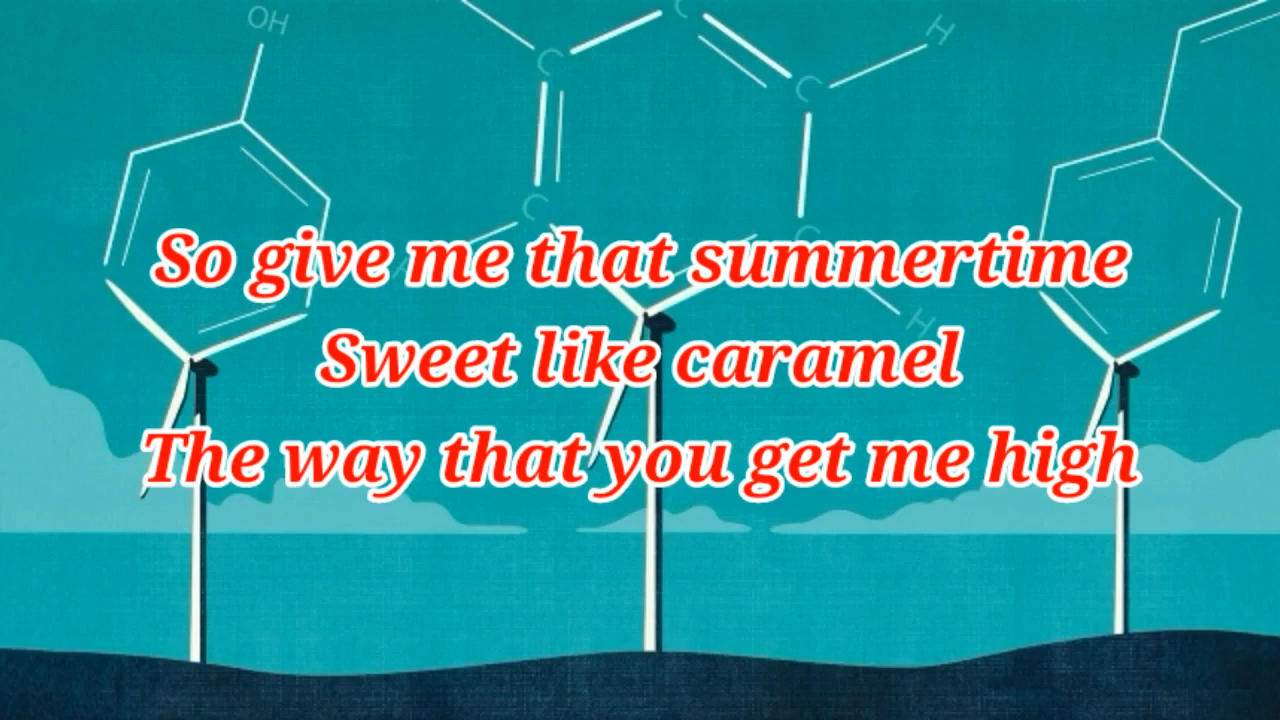 OH
C
C
C
H
C
C
H
So give me that summertime
Sweet like caramel
The way that you get me high